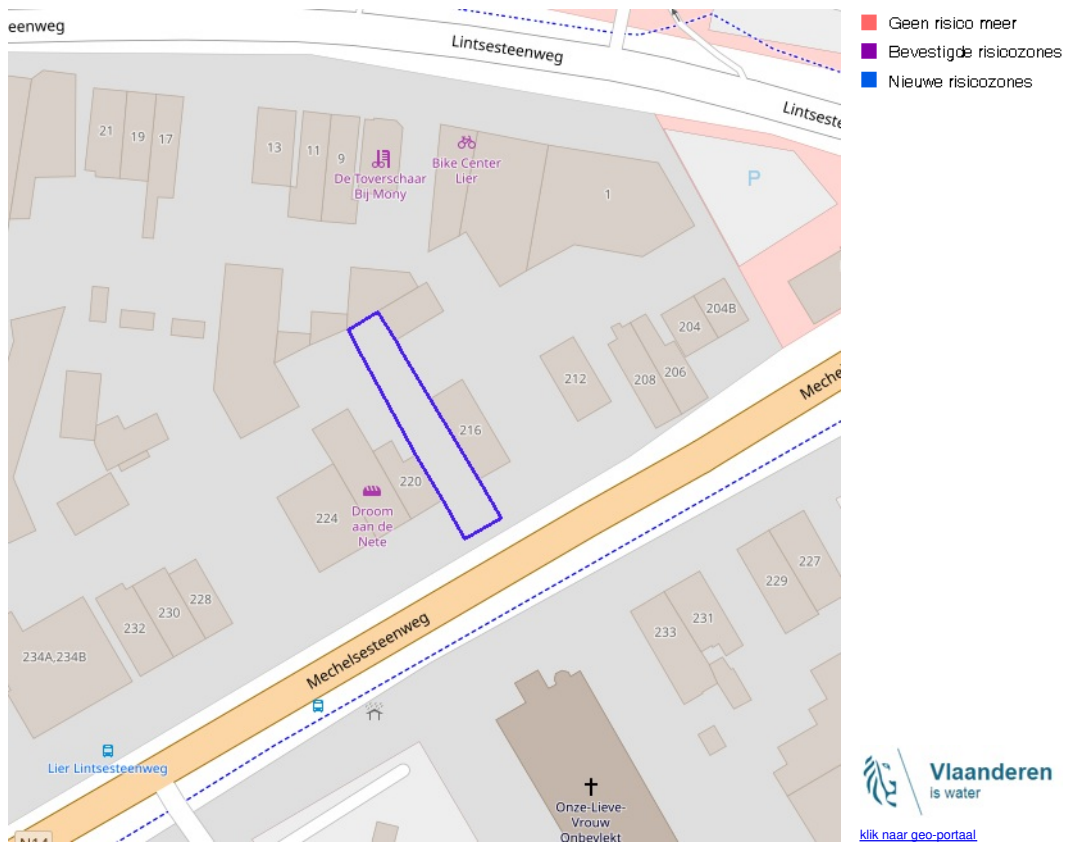 eenweg
Lintsesteenweg
Lintseste
21
19
17
13
11
9
De Toverschaar
Bij Mony
Bike Center
Lier
1
P
204B
204
212
208
206
216
220
224
Droom
aan de
Nete
Meche
228
230
232
234A,234B
Mechelsesteenweg
227
229
231
233
Lier Lintsesteenweg
Onze-Lieve-
Vrouw
Onbevlekt
N14
Geen risico meer
Bevestigde risicozones
Nieuwe risicozones
Vlaanderen
is water
klik naar geo-portaal